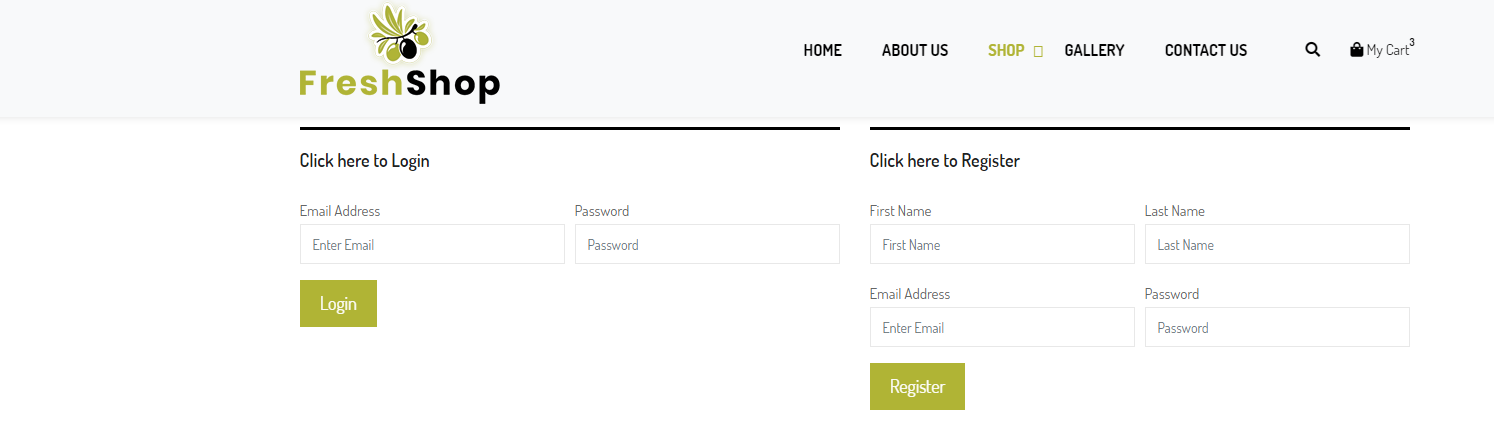 FreshShop
HOME ABOUT US SHOP GALLERY CONTACT US My Cart 3
Click here to Login
Email Address Password
Enter Email Password
Login
Click here to Register
First Name Last Name
First Name Last Name
Email Address Password
Enter Email Password
Register